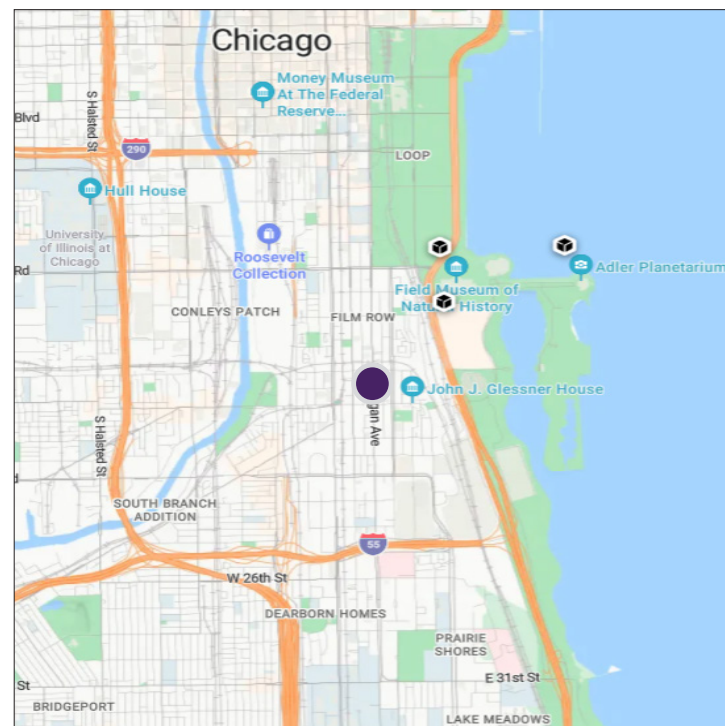 Chicago
Money Museum
At The Federal
Reserve...
S Halsted St
Blvd
290
LOOP
Hull House
University
of Illinois at
Chicago
Roosevelt
Collection
Rd
Adler Planetarium
Field Museum of
Natural History
CONLEYS PATCH
FILM ROW
John J. Glessner House
gan Ave
S Halsted St
SOUTH BRANCH
ADDITION
55
W 26th St
DEARBORN HOMES
PRAIRIE
SHORES
E 31st St
St
BRIDGEPORT
LAKE MEADOWS